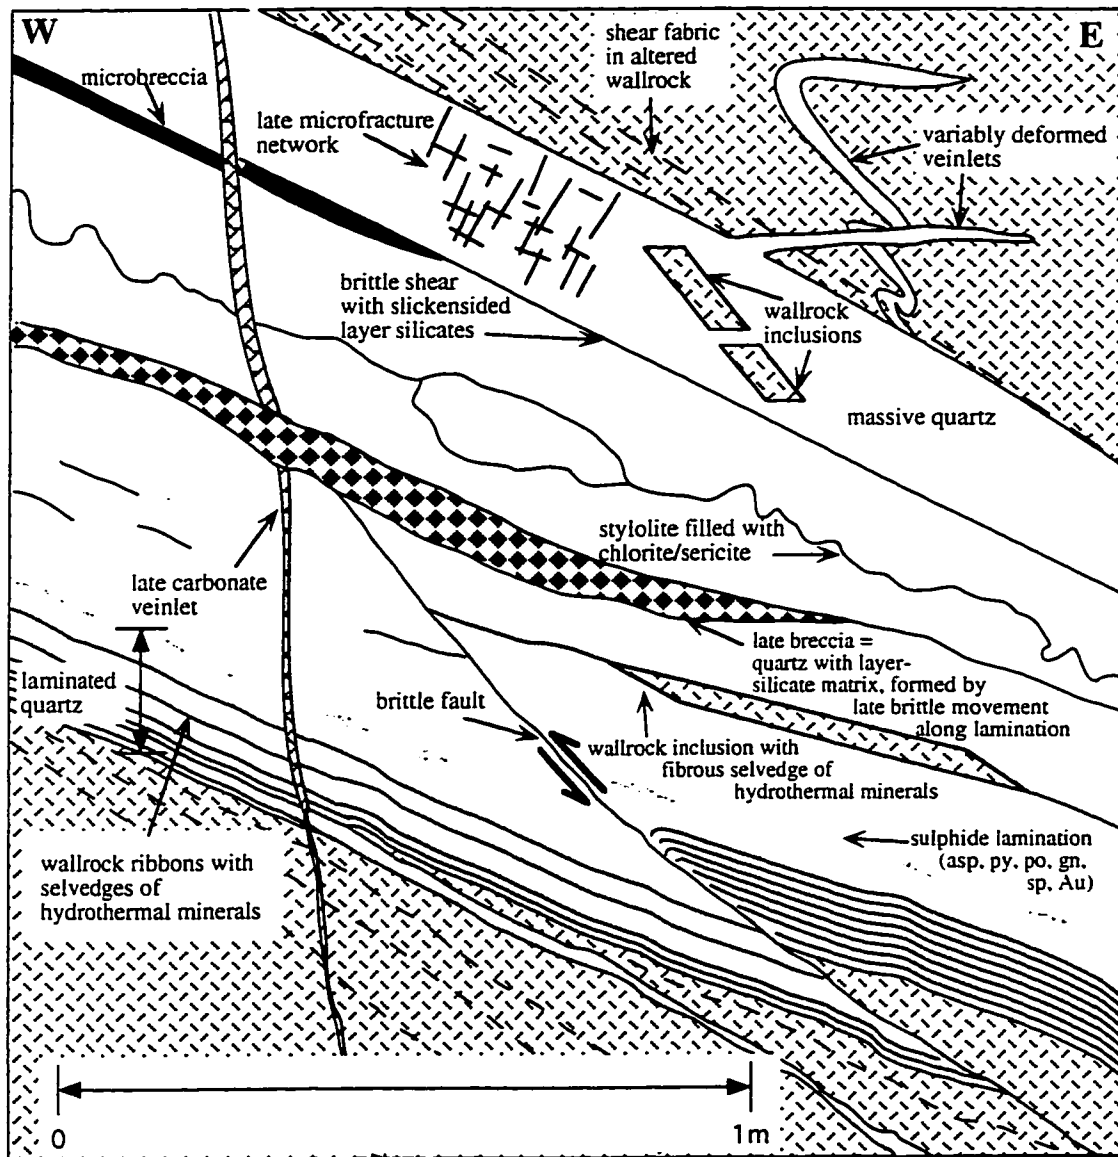 W
E
microbreccia
shear fabric
in altered
wallrock
late microfracture
network
variably deformed
veinlets
brittle shear
with slickensided
layer silicates
wallrock
inclusions
massive quartz
stylolite filled with
chlorite/sericite
late carbonate
veinlet
late breccia =
quartz with layer-
silicate matrix, formed by
late brittle movement
along lamination
laminated
quartz
brittle fault
wallrock inclusion with
fibrous selvedge of
hydrothermal minerals
sulphide lamination
(asp, py, po, gn,
sp, Au)
wallrock ribbons with
selvedges of
hydrothermal minerals
0
1m